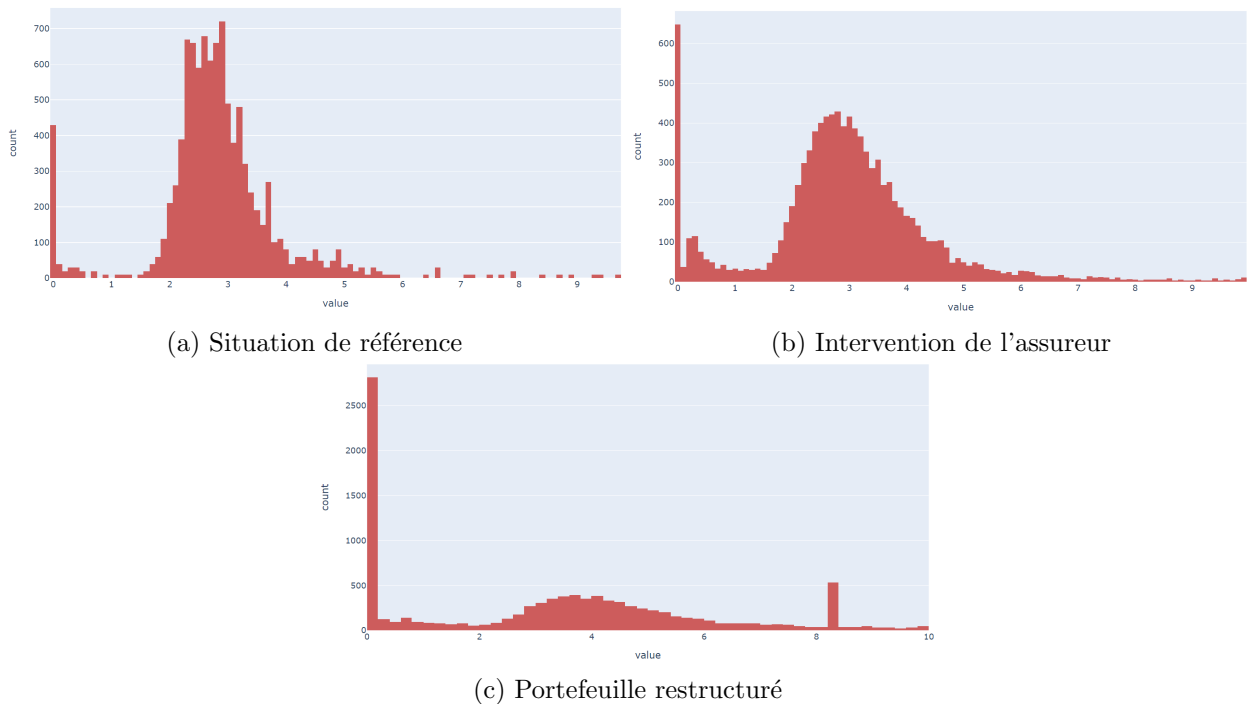 700
600
500
400
300
200
100
0
count
0 1 2 3 4 5 6 7 8 9
value
(a) Situation de référence
600
500
400
300
200
100
0
count
0 1 2 3 4 5 6 7 8 9
value
(b) Intervention de l'assureur
2500
2000
1500
1000
500
0
count
0 2 4 6 8 10
value
(c) Portefeuille restructuré